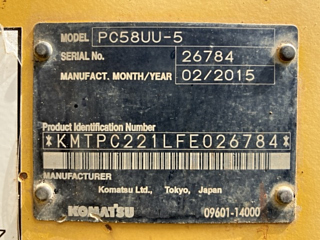 MODEL PC58UU-5
SERIAL No. 26784
MANUFACT. MONTH/YEAR 02/2015
Product Identification Number
*KMTPC221LFE026784*
MANUFACTURER
Komatsu Ltd., Tokyo, Japan
KOMATSU 09601-14000